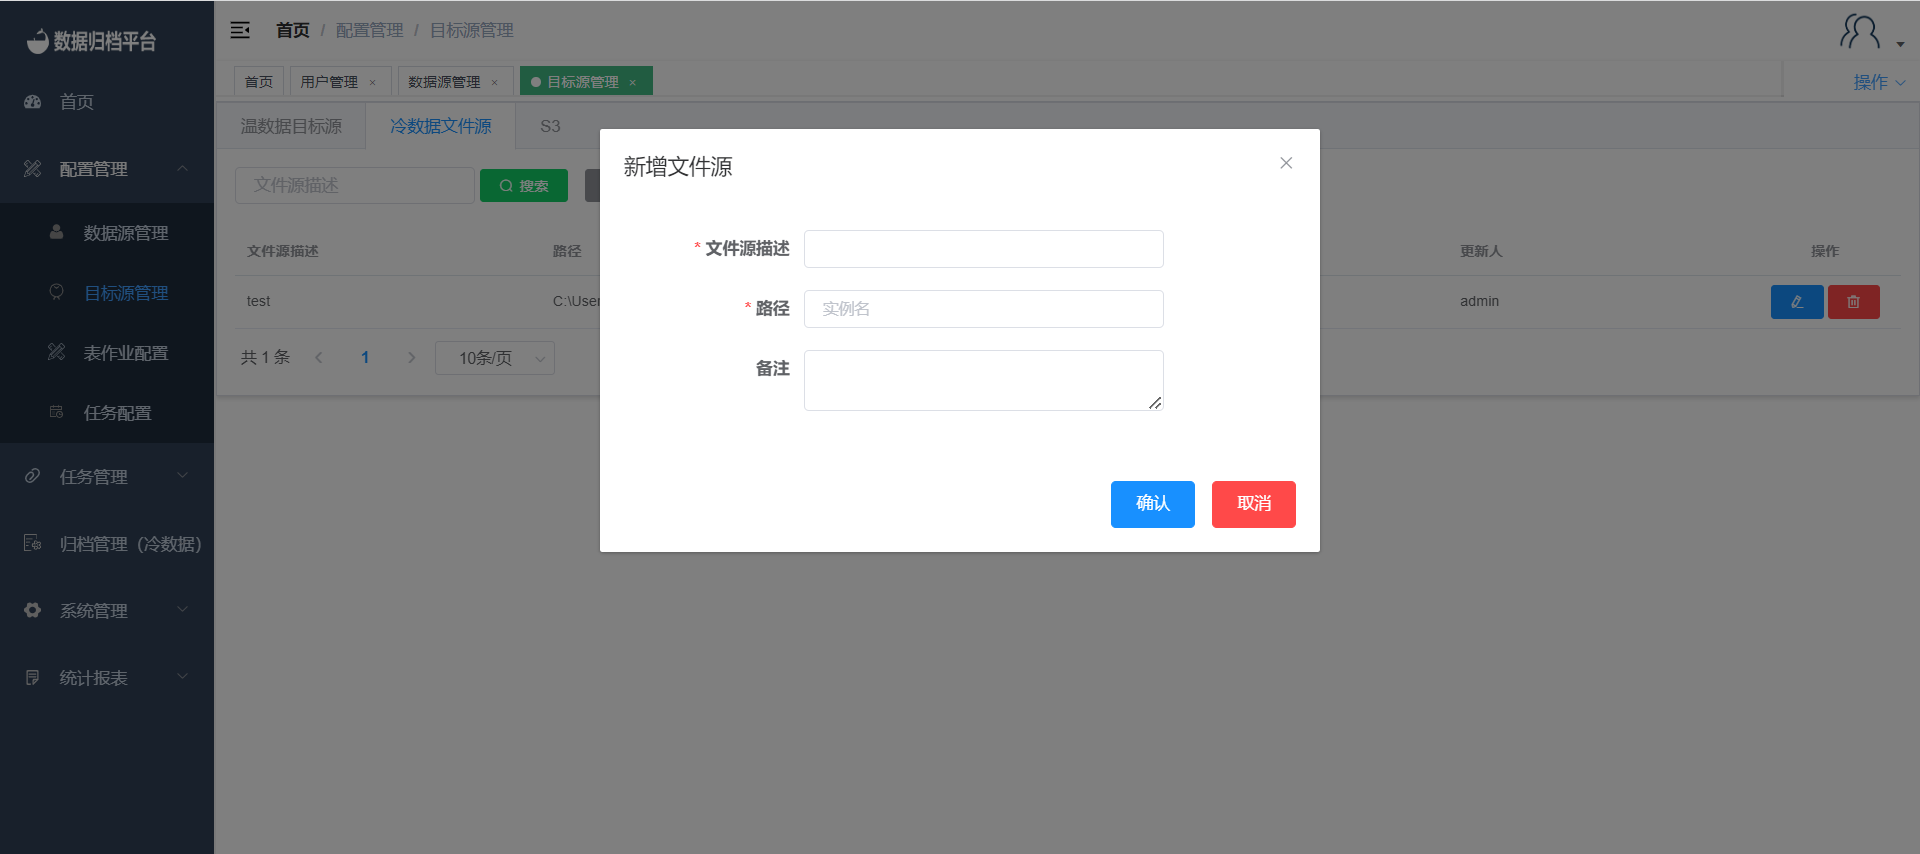 数据归档平台
首页
配置管理
数据源管理
目标源管理
表作业配置
任务配置
任务管理
归档管理（冷数据）
系统管理
统计报表
首页 / 配置管理 / 目标源管理
首页 用户管理 × 数据源管理 × 目标源管理 × 操作
温数据目标源 冷数据文件源 S3
文件源描述 搜索
文件源描述 路径 更新人 操作
test C:\User admin
共 1 条 1 10条/页
新增文件源
* 文件源描述
* 路径 实例名
备注
确认 取消